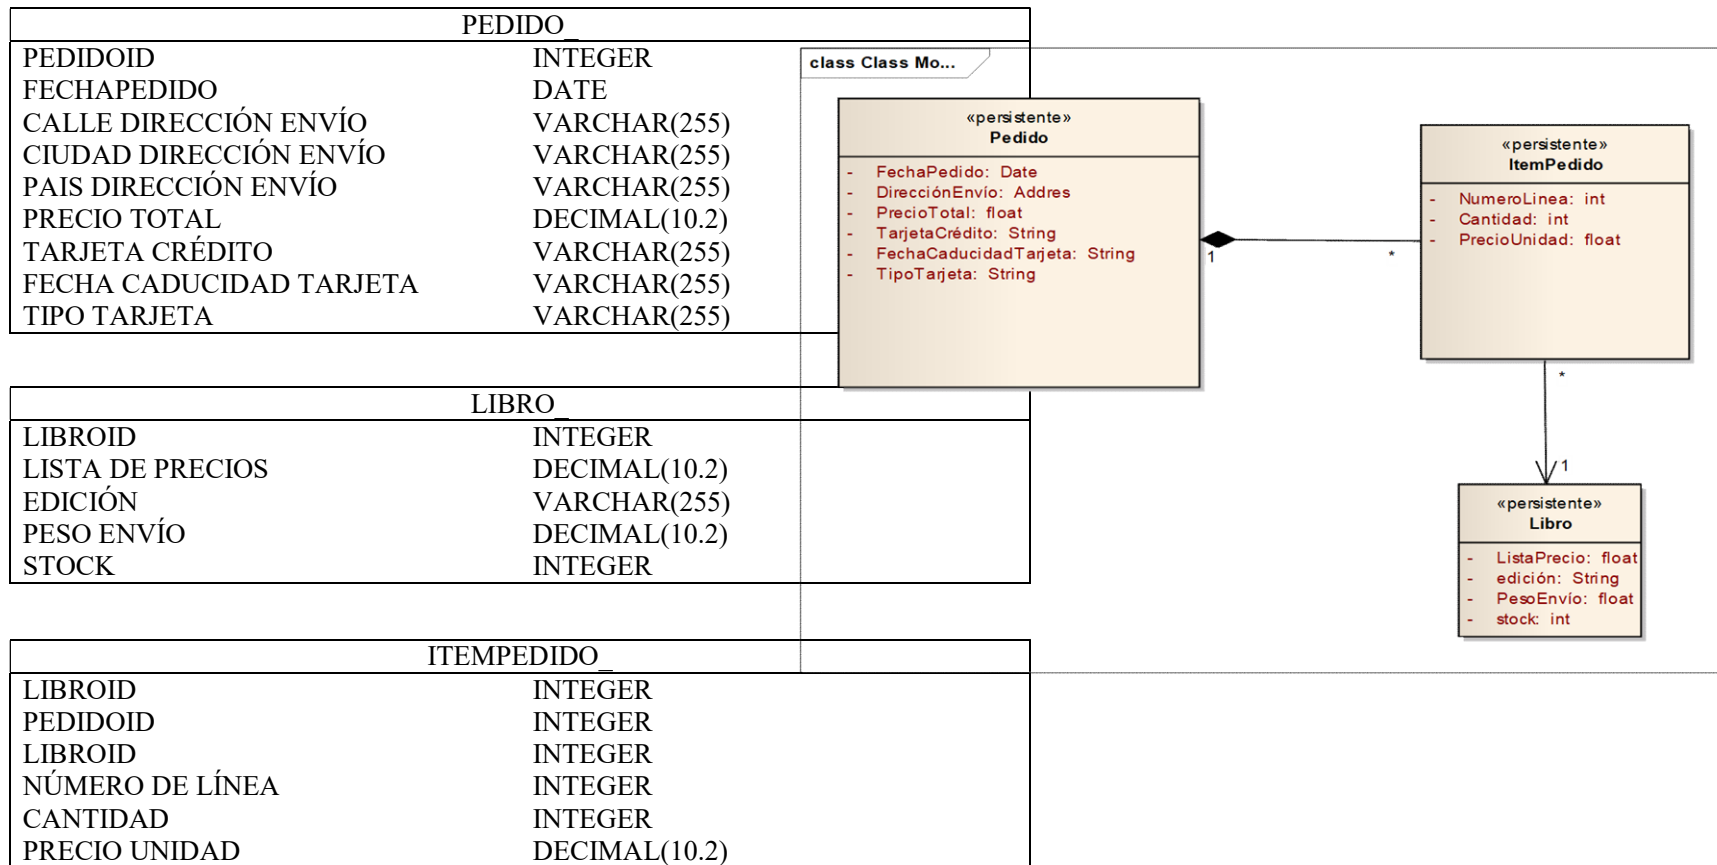 PEDIDO_
PEDIDOID INTEGER
FECHAPEDIDO DATE
CALLE DIRECCIÓN ENVÍO VARCHAR(255)
CIUDAD DIRECCIÓN ENVÍO VARCHAR(255)
PAIS DIRECCIÓN ENVÍO VARCHAR(255)
PRECIO TOTAL DECIMAL(10.2)
TARJETA CRÉDITO VARCHAR(255)
FECHA CADUCIDAD TARJETA VARCHAR(255)
TIPO TARJETA VARCHAR(255)
LIBRO_
LIBROID INTEGER
LISTA DE PRECIOS DECIMAL(10.2)
EDICIÓN VARCHAR(255)
PESO ENVÍO DECIMAL(10.2)
STOCK INTEGER
ITEMPEDIDO_
LIBROID INTEGER
PEDIDOID INTEGER
LIBROID INTEGER
NÚMERO DE LÍNEA INTEGER
CANTIDAD INTEGER
PRECIO UNIDAD DECIMAL(10.2)
class Class Mo...
«persistente»
Pedido
- FechaPedido: Date
- DirecciónEnvío: Addres
- PrecioTotal: float
- TarjetaCrédito: String
- FechaCaducidadTarjeta: String
- TipoTarjeta: String
1
*
«persistente»
ItemPedido
- NumeroLinea: int
- Cantidad: int
- PrecioUnidad: float
*
1
«persistente»
Libro
- ListaPrecio: float
- edición: String
- PesoEnvío: float
- stock: int